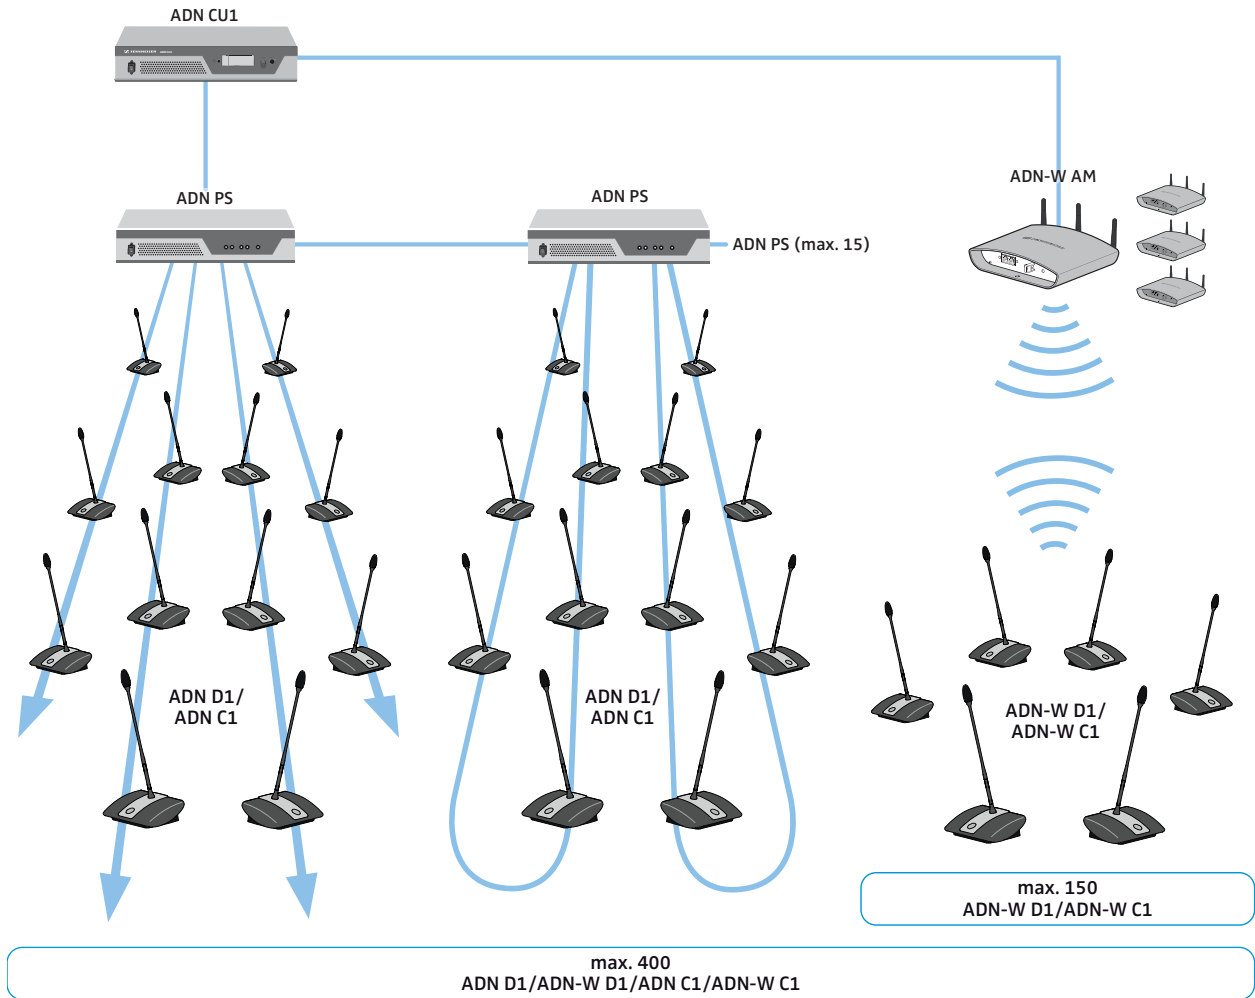 ADN CU1
SENNHEISER
ADN PS
ADN PS
ADN PS (max. 15)
ADN-W AM
ADN D1/
ADN C1
ADN D1/
ADN C1
ADN-W D1/
ADN-W C1
max. 150
ADN-W D1/ADN-W C1
max. 400
ADN D1/ADN-W D1/ADN C1/ADN-W C1